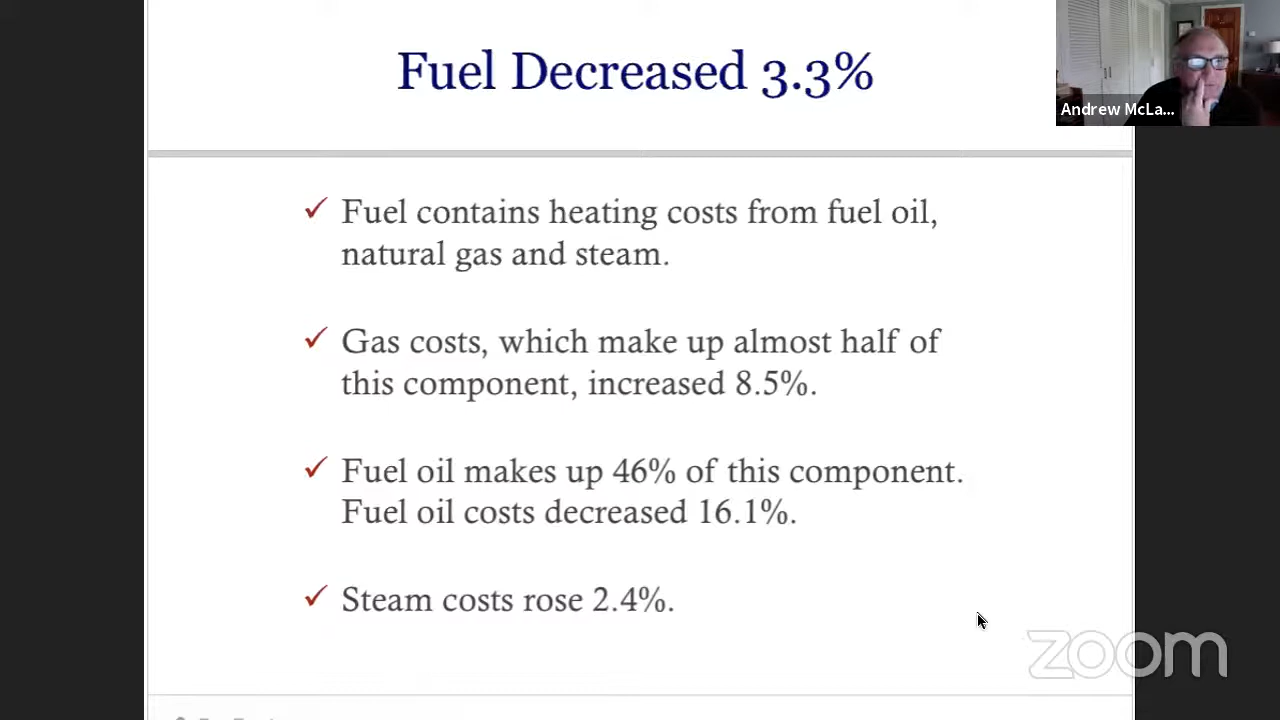 Fuel Decreased 3.3%
Andrew McLa...
Fuel contains heating costs from fuel oil,
natural gas and steam.
Gas costs, which make up almost half of
this component, increased 8.5%.
Fuel oil makes up 46% of this component.
Fuel oil costs decreased 16.1%.
Steam costs rose 2.4%.
zoom